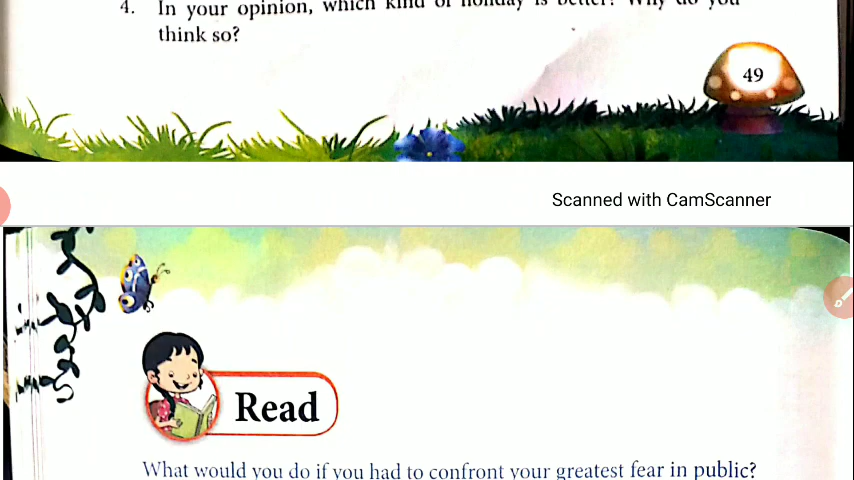 4. In your opinion, which kind of holiday is better? Why do you
think so?
49
Scanned with CamScanner
Read
What would you do if you had to confront your greatest fear in public?